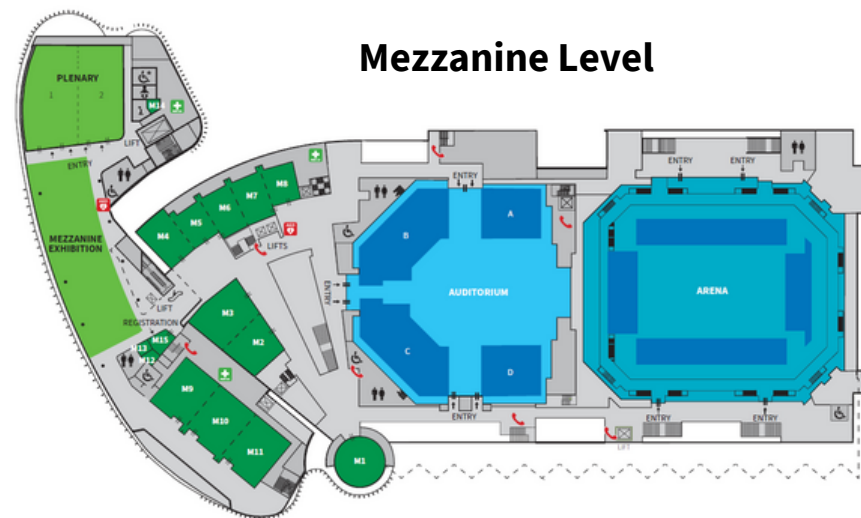 Mezzanine Level
PLENARY
1 2
M14
LIFT
ENTRY
MEZZANINE
EXHIBITION
M4
M5
M6
M7
M8
LIFTS
LIFT
REGISTRATION
M15
M13
M12
M3
M2
M9
M10
M11
M1
ENTRY
A
B
ENTRY
AUDITORIUM
C
D
ENTRY
ENTRY
ENTRY
ARENA
ENTRY
ENTRY
LIFT